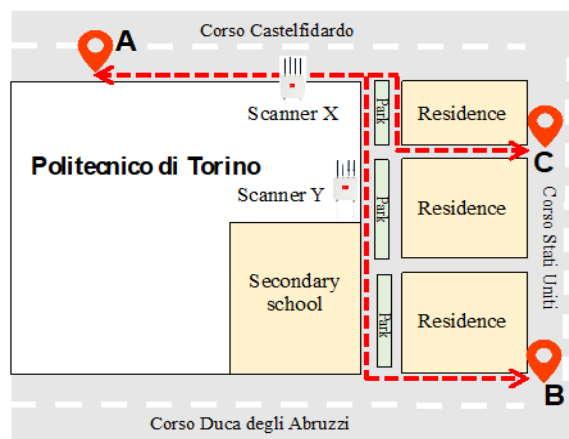 Corso Castelfidardo
A
Scanner X
Park
Residence
C
Politecnico di Torino
Scanner Y
Park
Residence
Corso Stati Uniti
Secondary
school
Park
Residence
B
Corso Duca degli Abruzzi